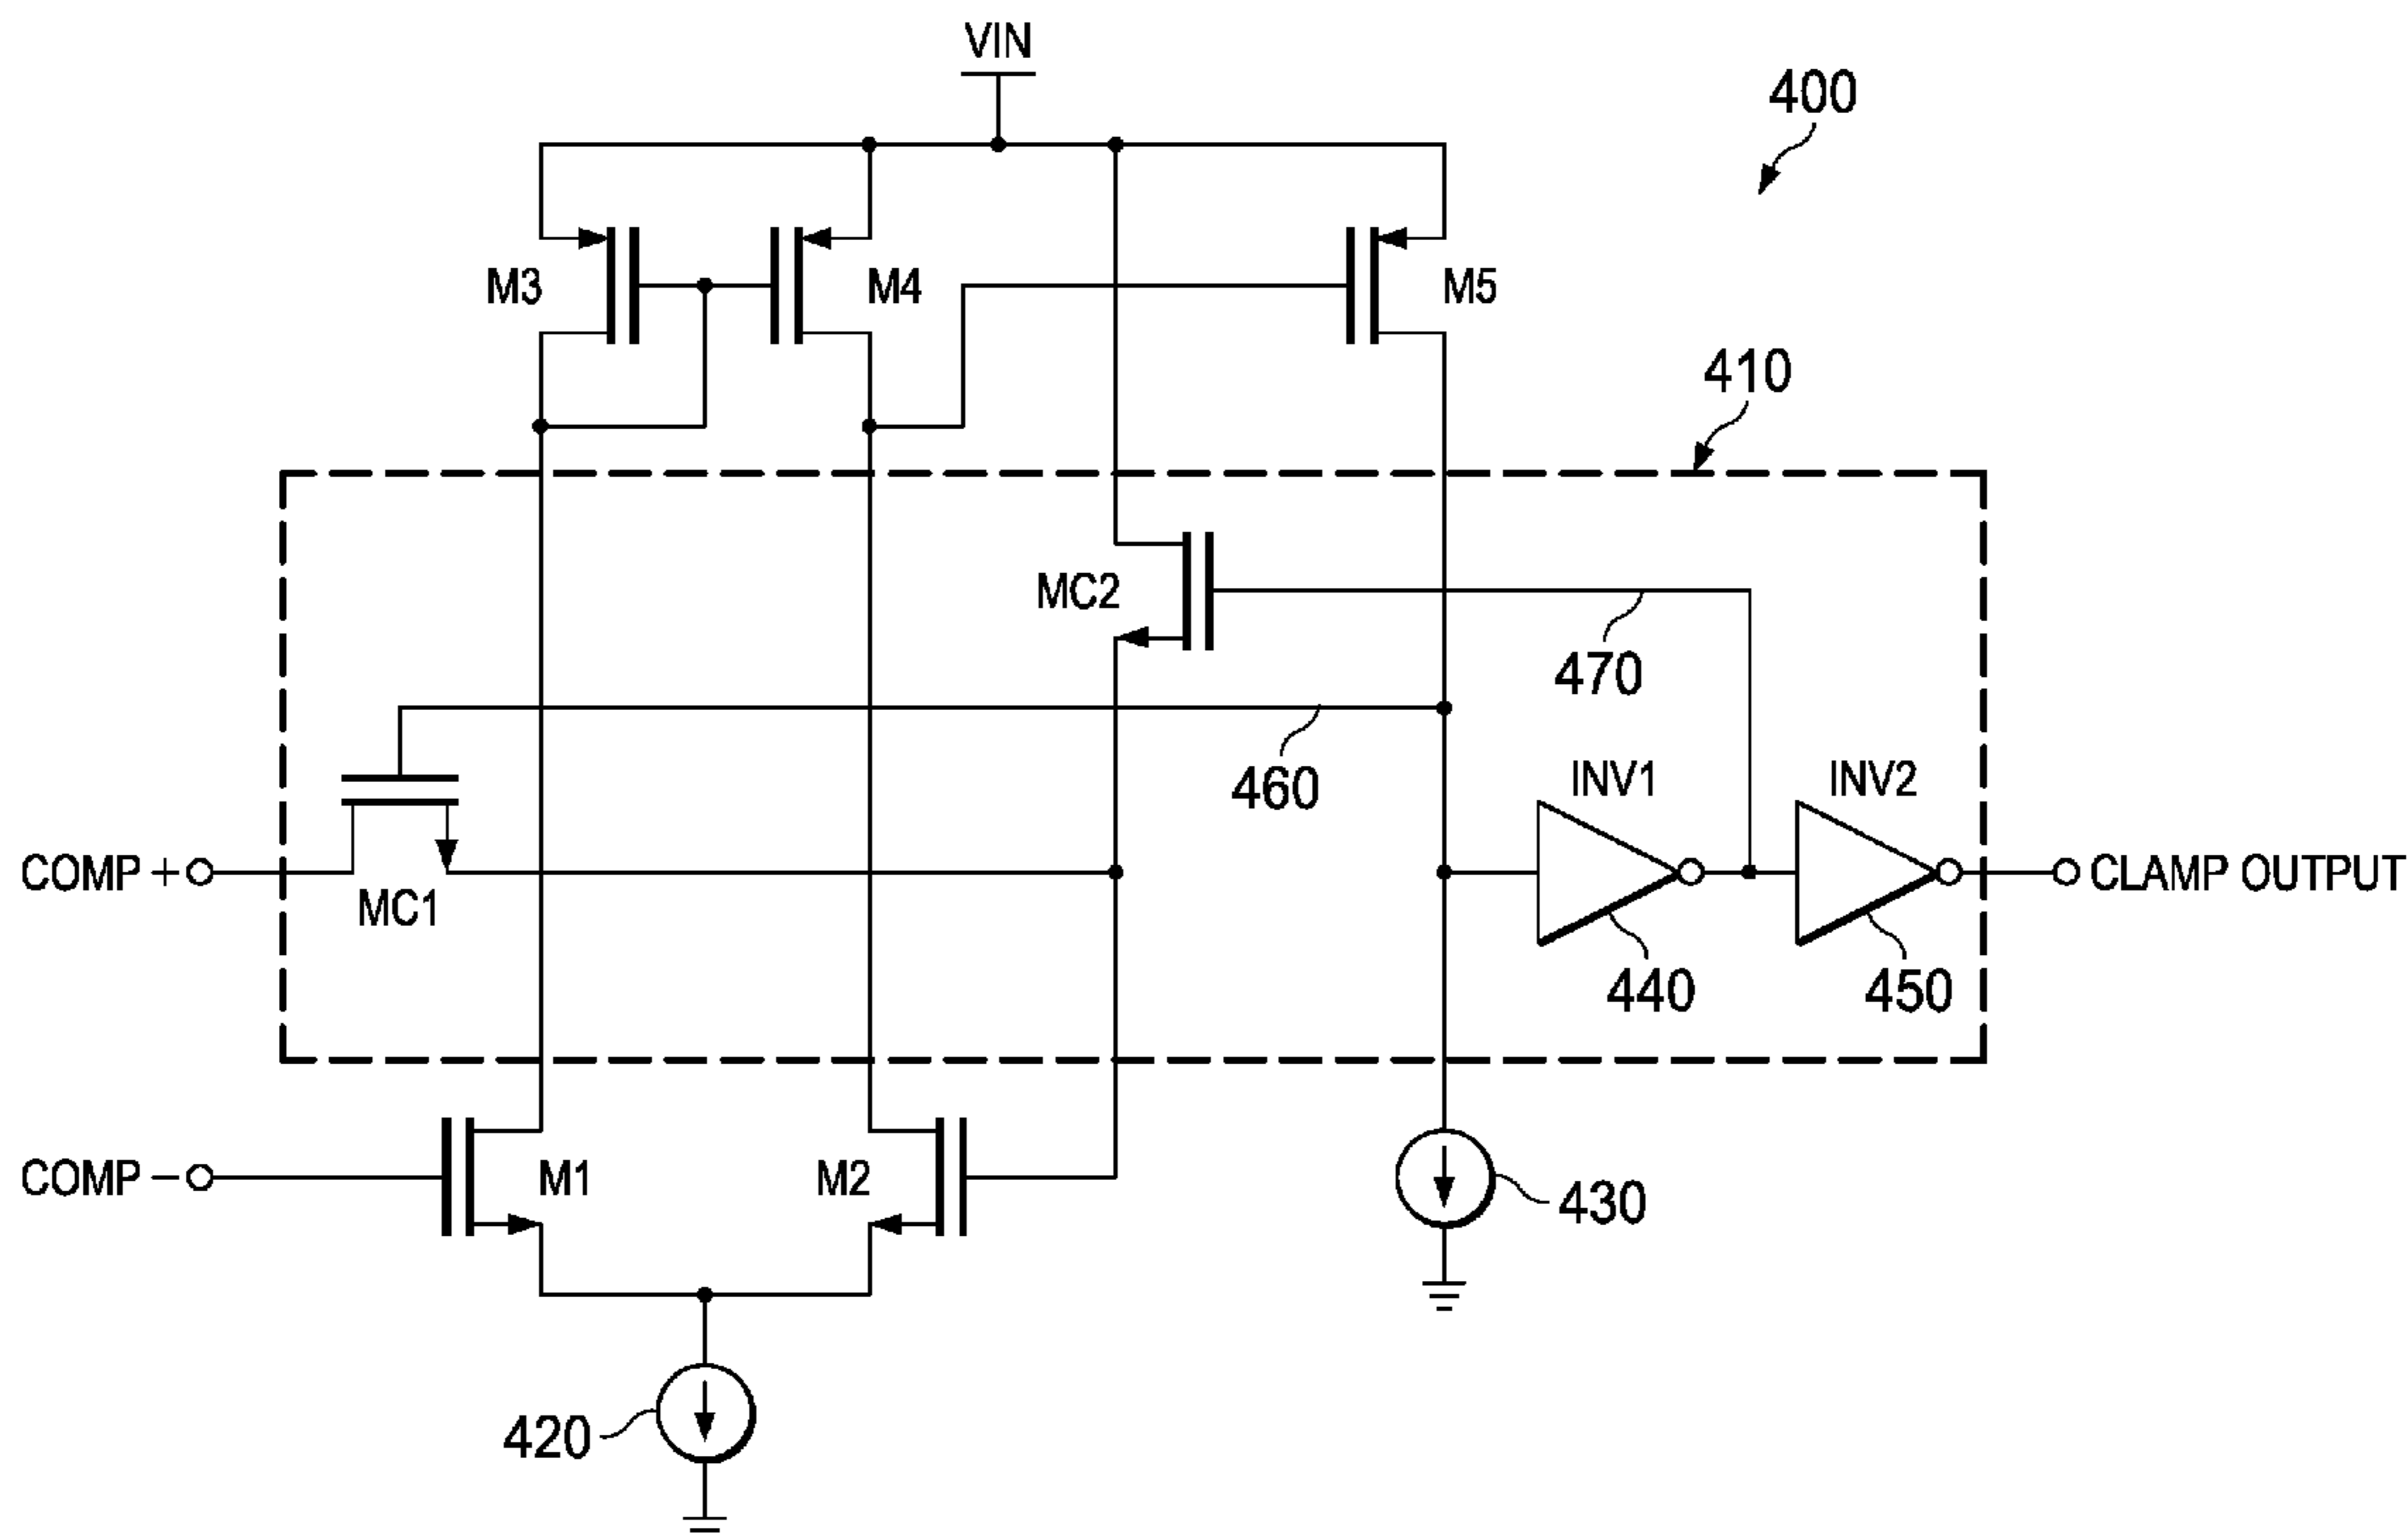 VIN
400
M3
M4
M5
410
MC2
470
460
INV1
INV2
COMP +
MC1
CLAMP OUTPUT
440
450
COMP −
M1
M2
430
420